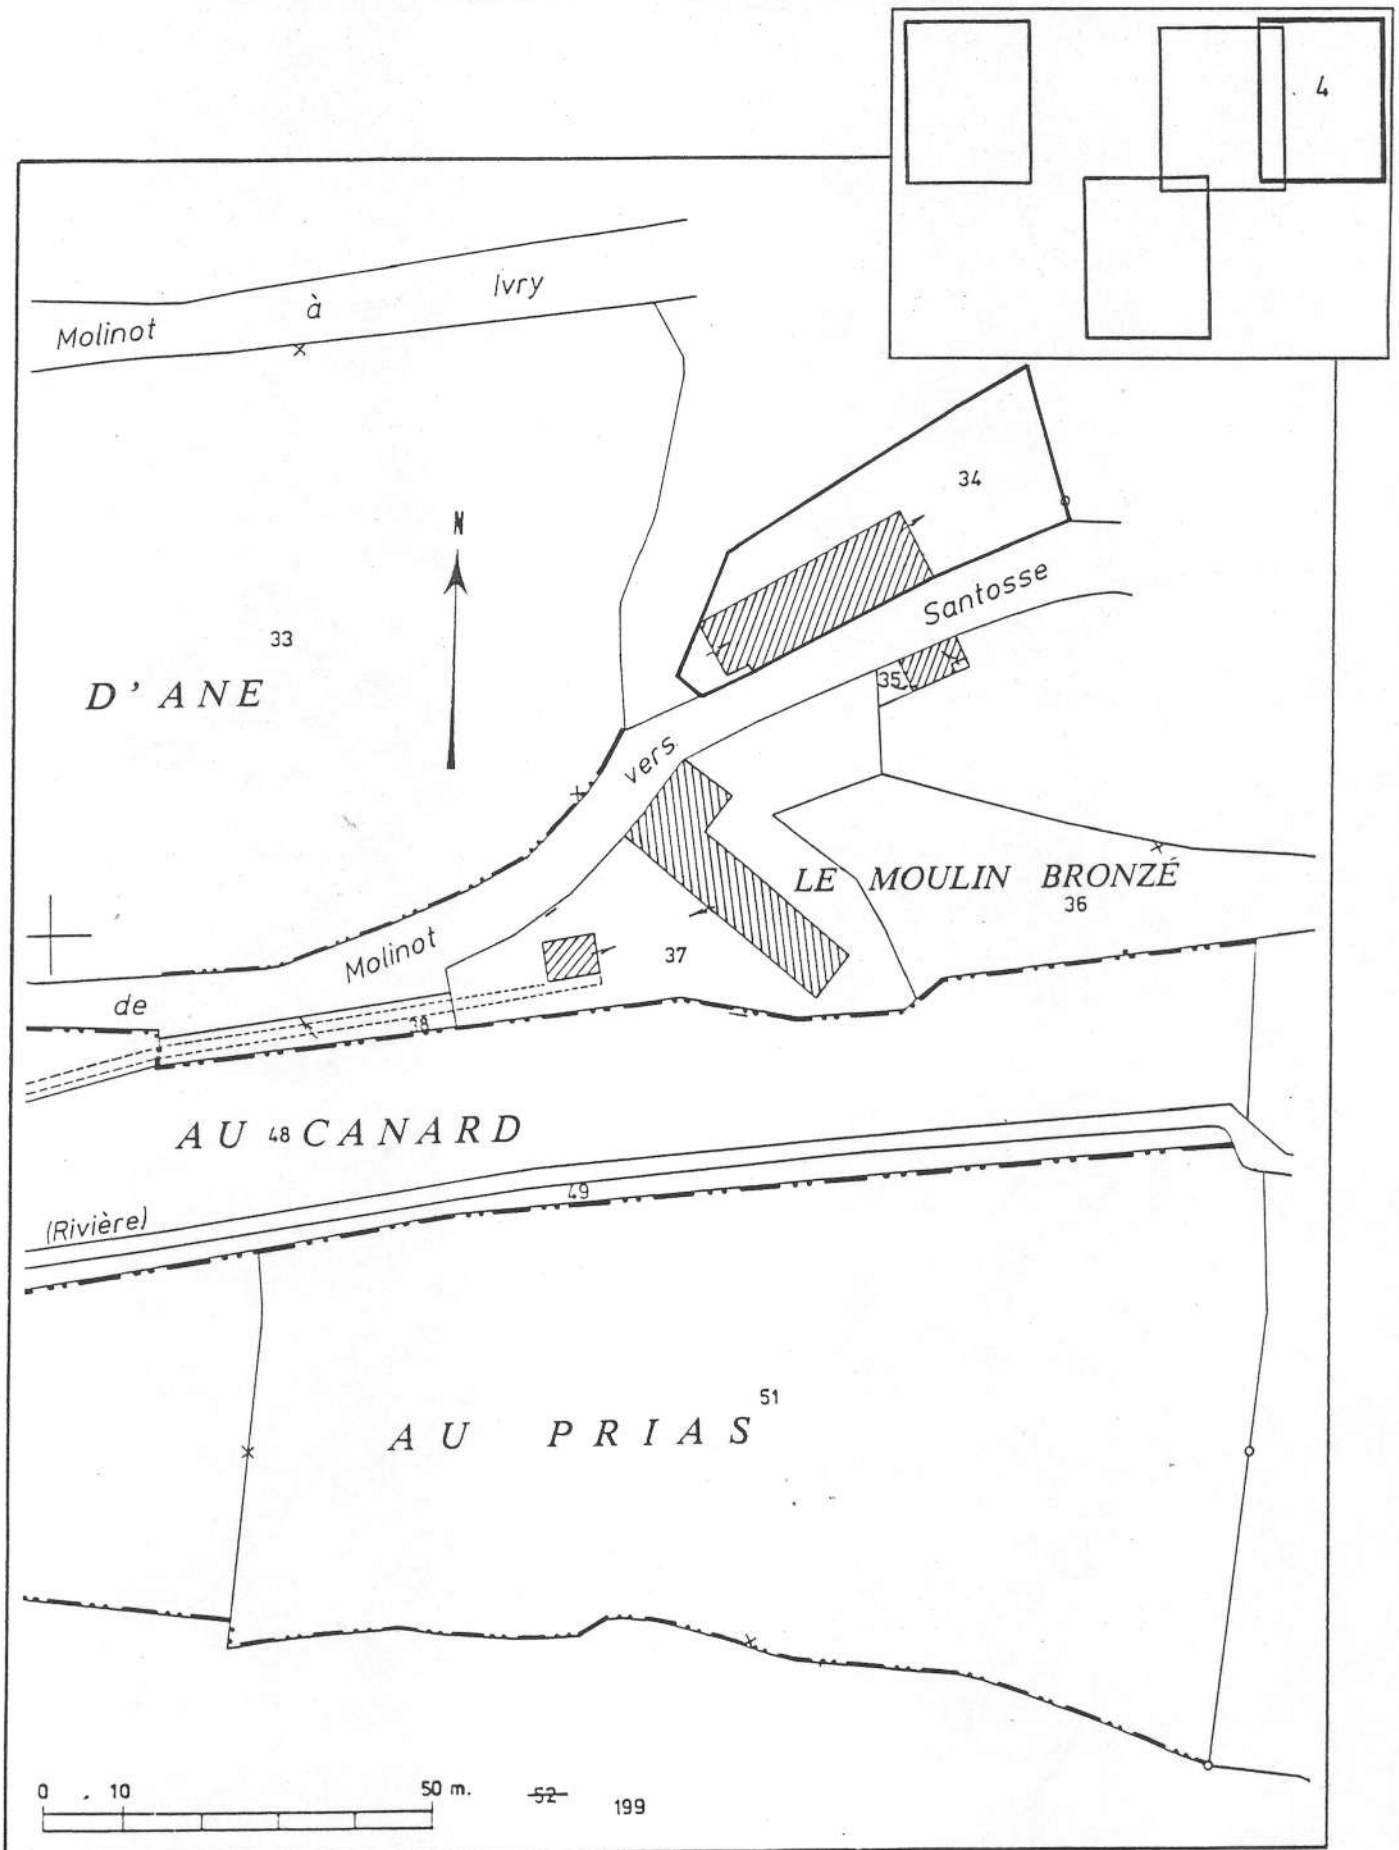 4
Molinot à Ivry
34
N
Santosse
33
D'ANE
35
vers
LE MOULIN BRONZÉ
36
Molinot
37
de
38
AU CANARD
48
49
(Rivière)
51
AU PRIAS
0 10 50 m.
52
199